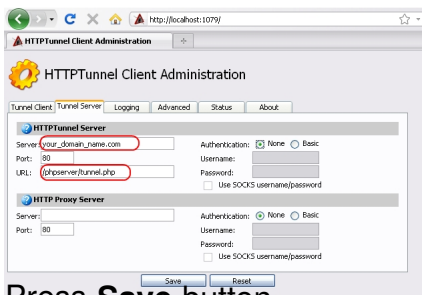 http://localhost:1079/
HTTPTunnel Client Administration
HTTPTunnel Client Administration
Tunnel Client Tunnel Server Logging Advanced Status About
HTTPTunnel Server
Server: your_domain_name.com Authentication: None Basic
Port: 80 Username:
URL: /phpserver/tunnel.php Password:
Use SOCKS username/password
HTTP Proxy Server
Server: Authentication: None Basic
Port: 80 Username:
Password:
Use SOCKS username/password
Save Reset
Press Save button